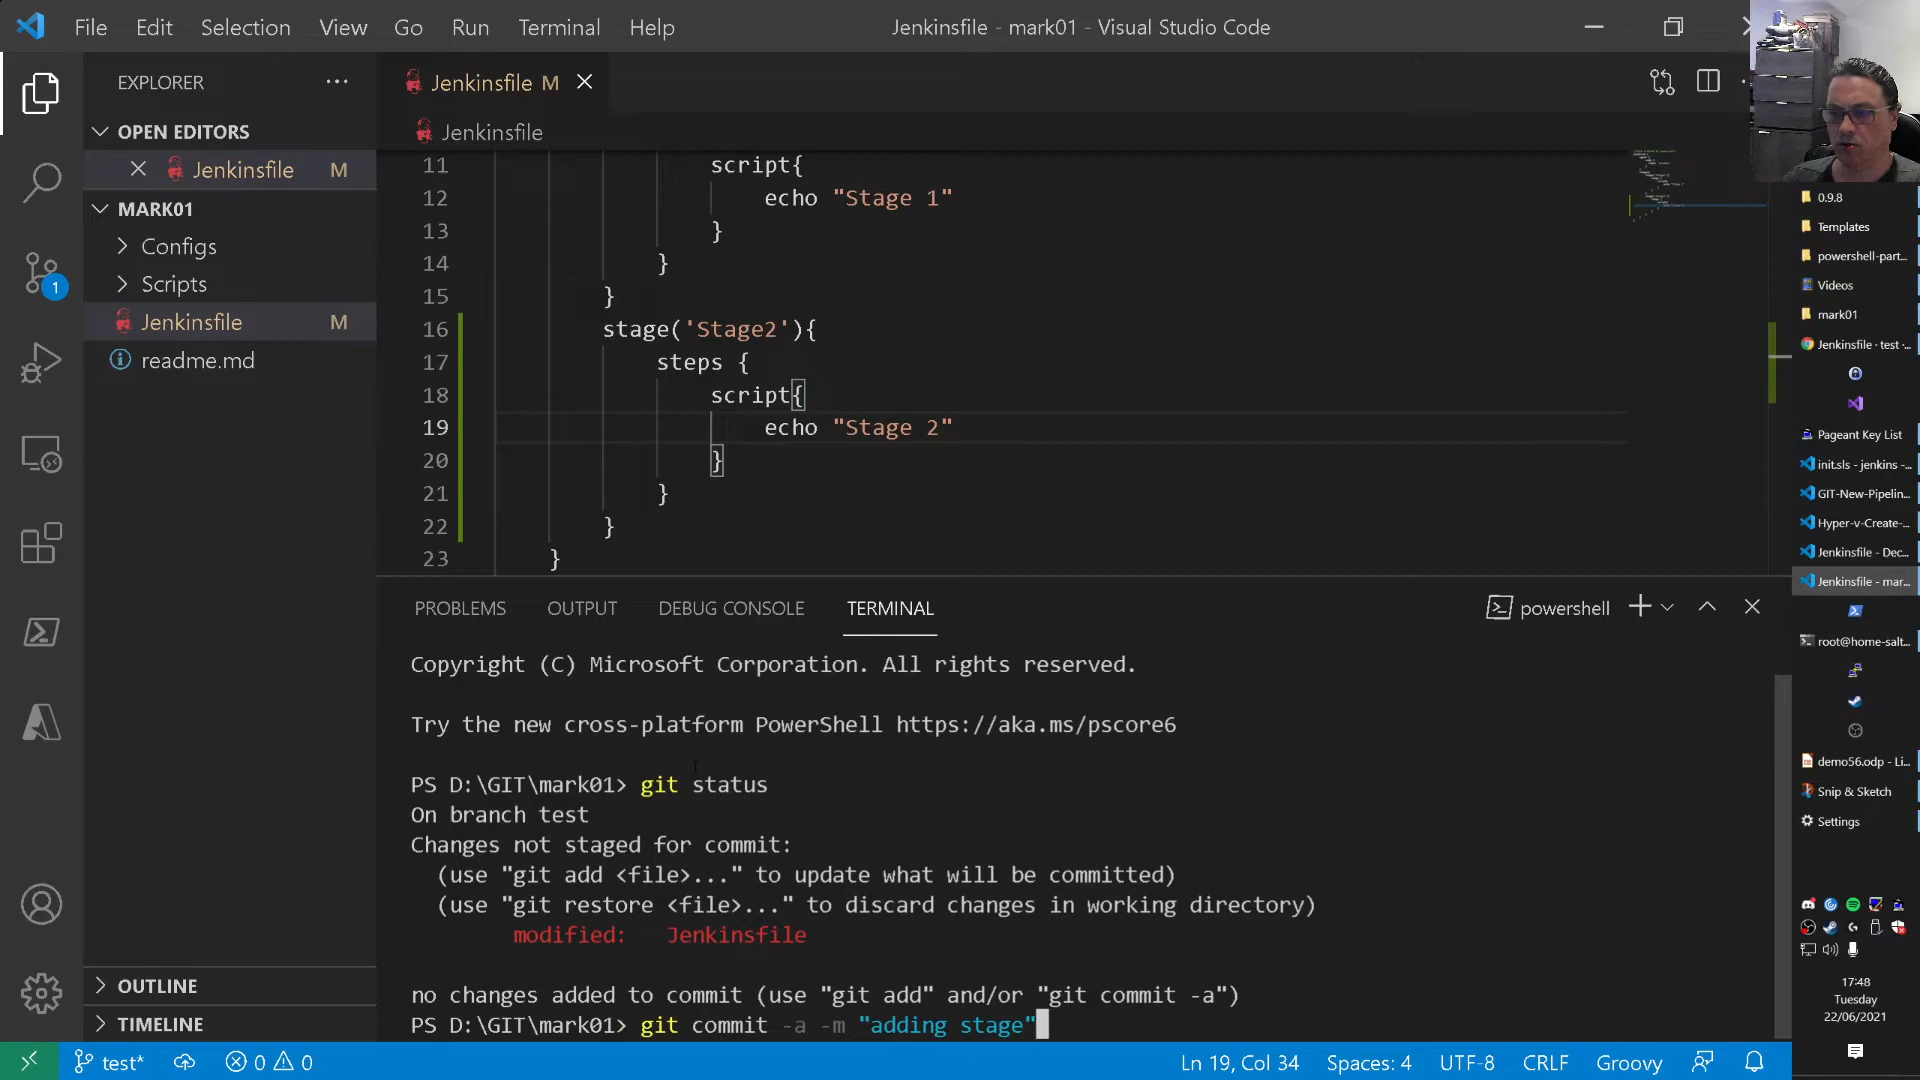 File Edit Selection View Go Run Terminal Help
Jenkinsfile - mark01 - Visual Studio Code
EXPLORER
OPEN EDITORS
Jenkinsfile M
MARK01
Configs
Scripts
Jenkinsfile M
readme.md
OUTLINE
TIMELINE
1
Jenkinsfile M
Jenkinsfile
11 script{
12 echo "Stage 1"
13 }
14 }
15 }
16 stage('Stage2'){
17 steps {
18 script{
19 echo "Stage 2"
20 }
21 }
22 }
23 }
PROBLEMS OUTPUT DEBUG CONSOLE TERMINAL
powershell
Copyright (C) Microsoft Corporation. All rights reserved.
Try the new cross-platform PowerShell https://aka.ms/pscore6
PS D:\GIT\mark01> git status
On branch test
Changes not staged for commit:
(use "git add <file>..." to update what will be committed)
(use "git restore <file>..." to discard changes in working directory)
modified: Jenkinsfile
no changes added to commit (use "git add" and/or "git commit -a")
PS D:\GIT\mark01> git commit -a -m "adding stage"
test* 0 0
Ln 19, Col 34 Spaces: 4 UTF-8 CRLF Groovy
0.9.8
Templates
powershell-part...
Videos
mark01
Jenkinsfile · test ·...
Pageant Key List
init.sls - jenkins -...
GIT-New-Pipelin...
Hyper-v-Create-...
Jenkinsfile - Dec...
Jenkinsfile - mar...
root@home-salt...
demo56.odp - Li...
Snip & Sketch
Settings
17:48
Tuesday
22/06/2021